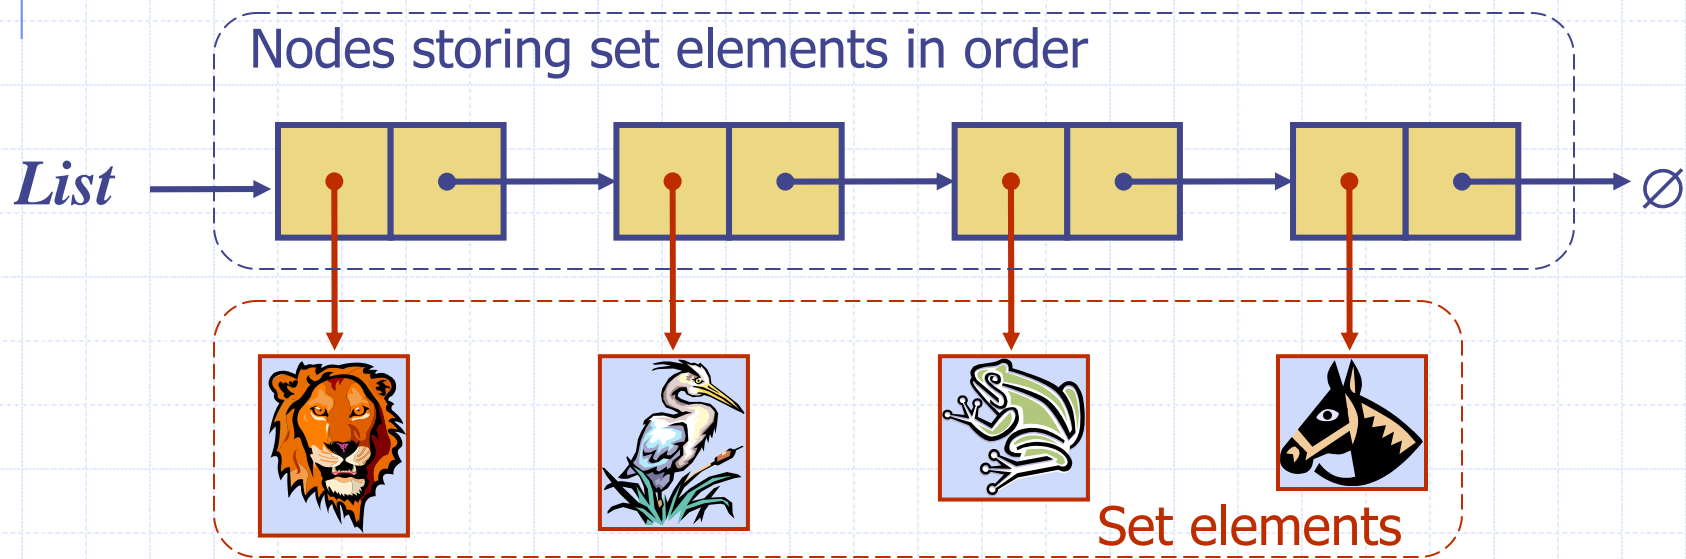 Nodes storing set elements in order
List
∅
Set elements